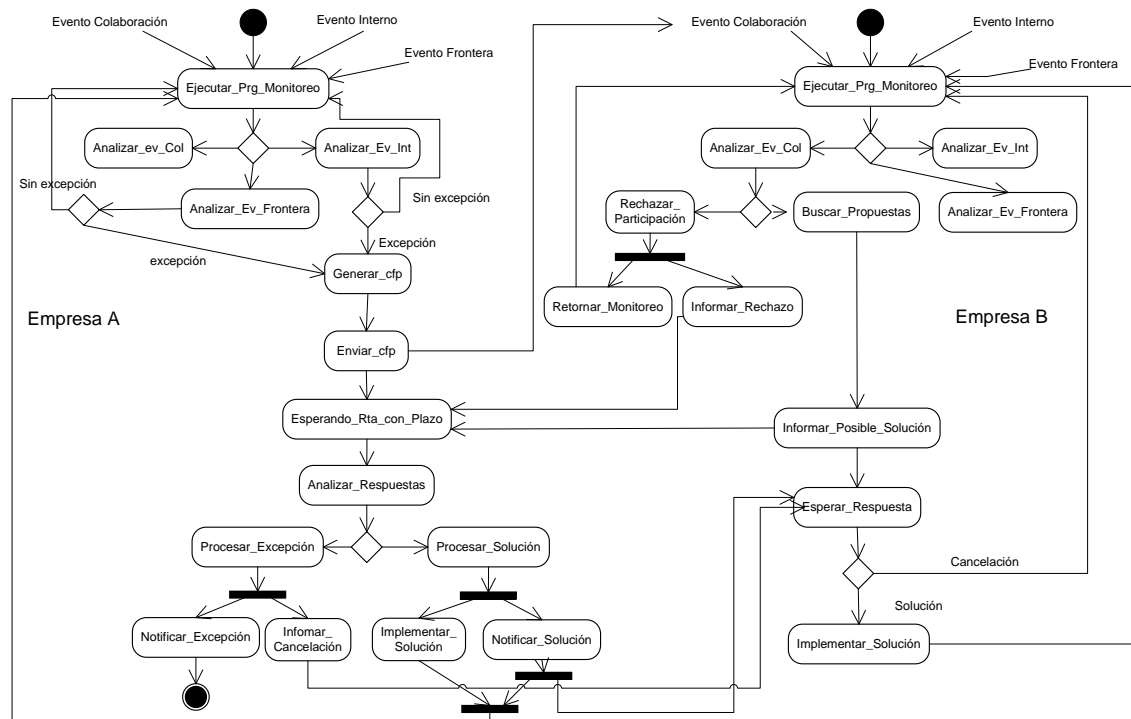 Evento Colaboración
Evento Interno
Evento Frontera
Ejecutar_Prg_Monitoreo
Analizar_ev_Col
Analizar_Ev_Int
Sin excepción
Analizar_Ev_Frontera
Sin excepción
excepción
Excepción
Generar_cfp
Empresa A
Enviar_cfp
Esperando_Rta_con_Plazo
Analizar_Respuestas
Procesar_Excepción
Procesar_Solución
Notificar_Excepción
Infomar_
Cancelación
Implementar_
Solución
Notificar_Solución
Evento Colaboración
Evento Interno
Evento Frontera
Ejecutar_Prg_Monitoreo
Analizar_Ev_Col
Analizar_Ev_Int
Rechazar_
Participación
Buscar_Propuestas
Analizar_Ev_Frontera
Retornar_Monitoreo
Informar_Rechazo
Empresa B
Informar_Posible_Solución
Esperar_Respuesta
Cancelación
Solución
Implementar_Solución